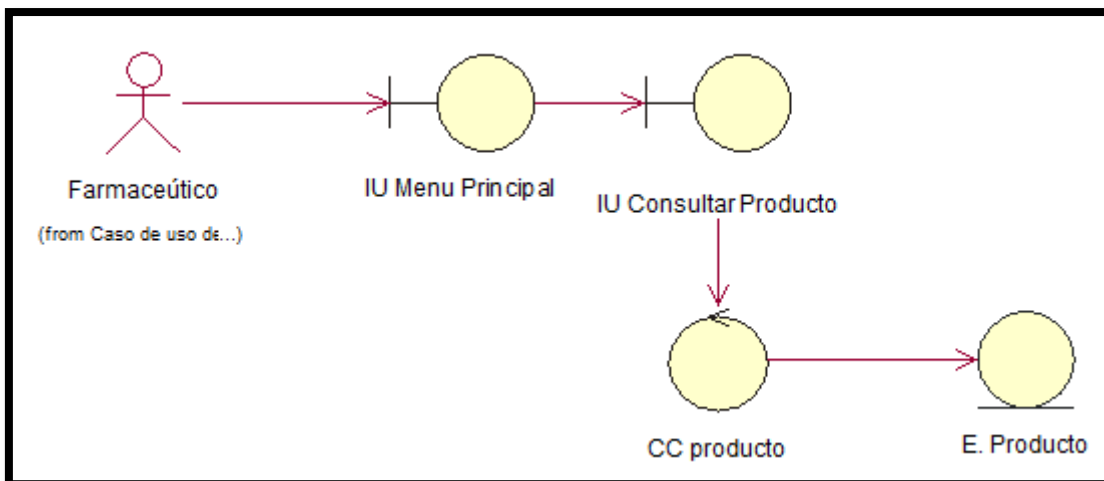 Farmaceútico
(from Caso de uso de...)
IU Menu Principal
IU Consultar Producto
CC producto
E. Producto